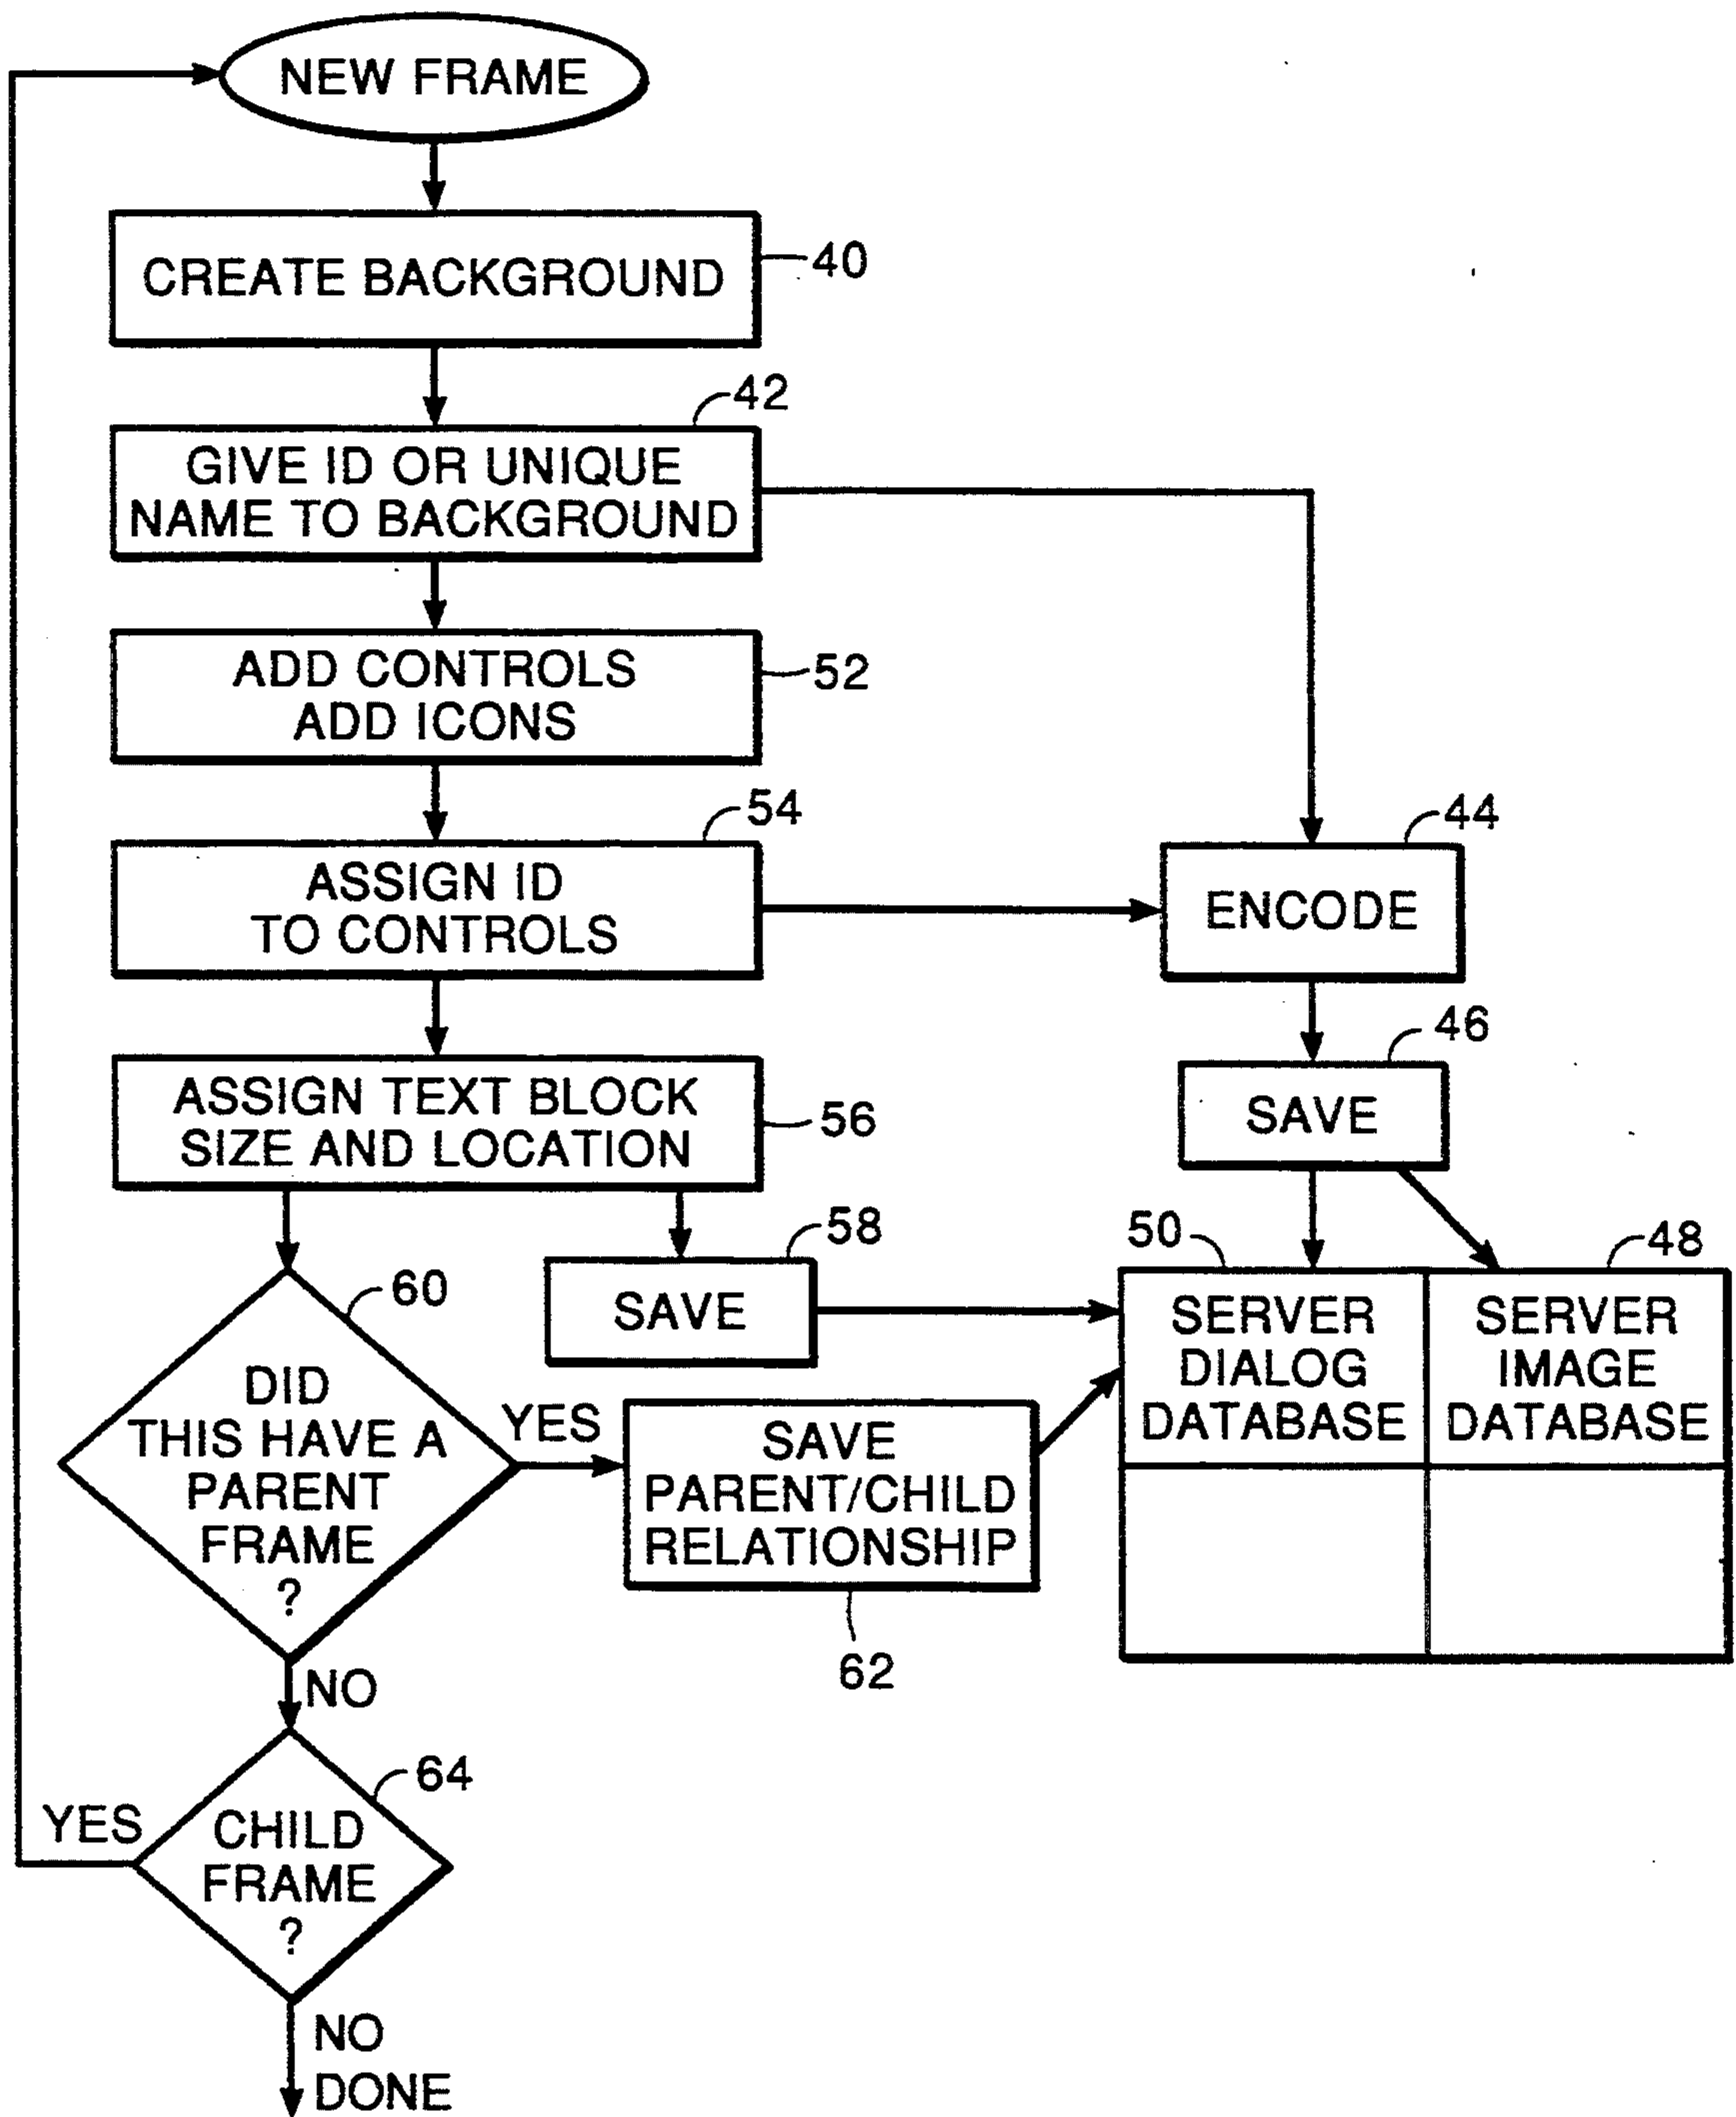 NEW FRAME
CREATE BACKGROUND
40
42
GIVE ID OR UNIQUE
NAME TO BACKGROUND
ADD CONTROLS
ADD ICONS
52
54
ASSIGN ID
TO CONTROLS
44
ENCODE
46
SAVE
ASSIGN TEXT BLOCK
SIZE AND LOCATION
56
58
SAVE
50
48
SERVER
DIALOG
DATABASE
SERVER
IMAGE
DATABASE
60
DID
THIS HAVE A
PARENT
FRAME
?
YES
SAVE
PARENT/CHILD
RELATIONSHIP
62
NO
64
YES
CHILD
FRAME
?
NO
DONE